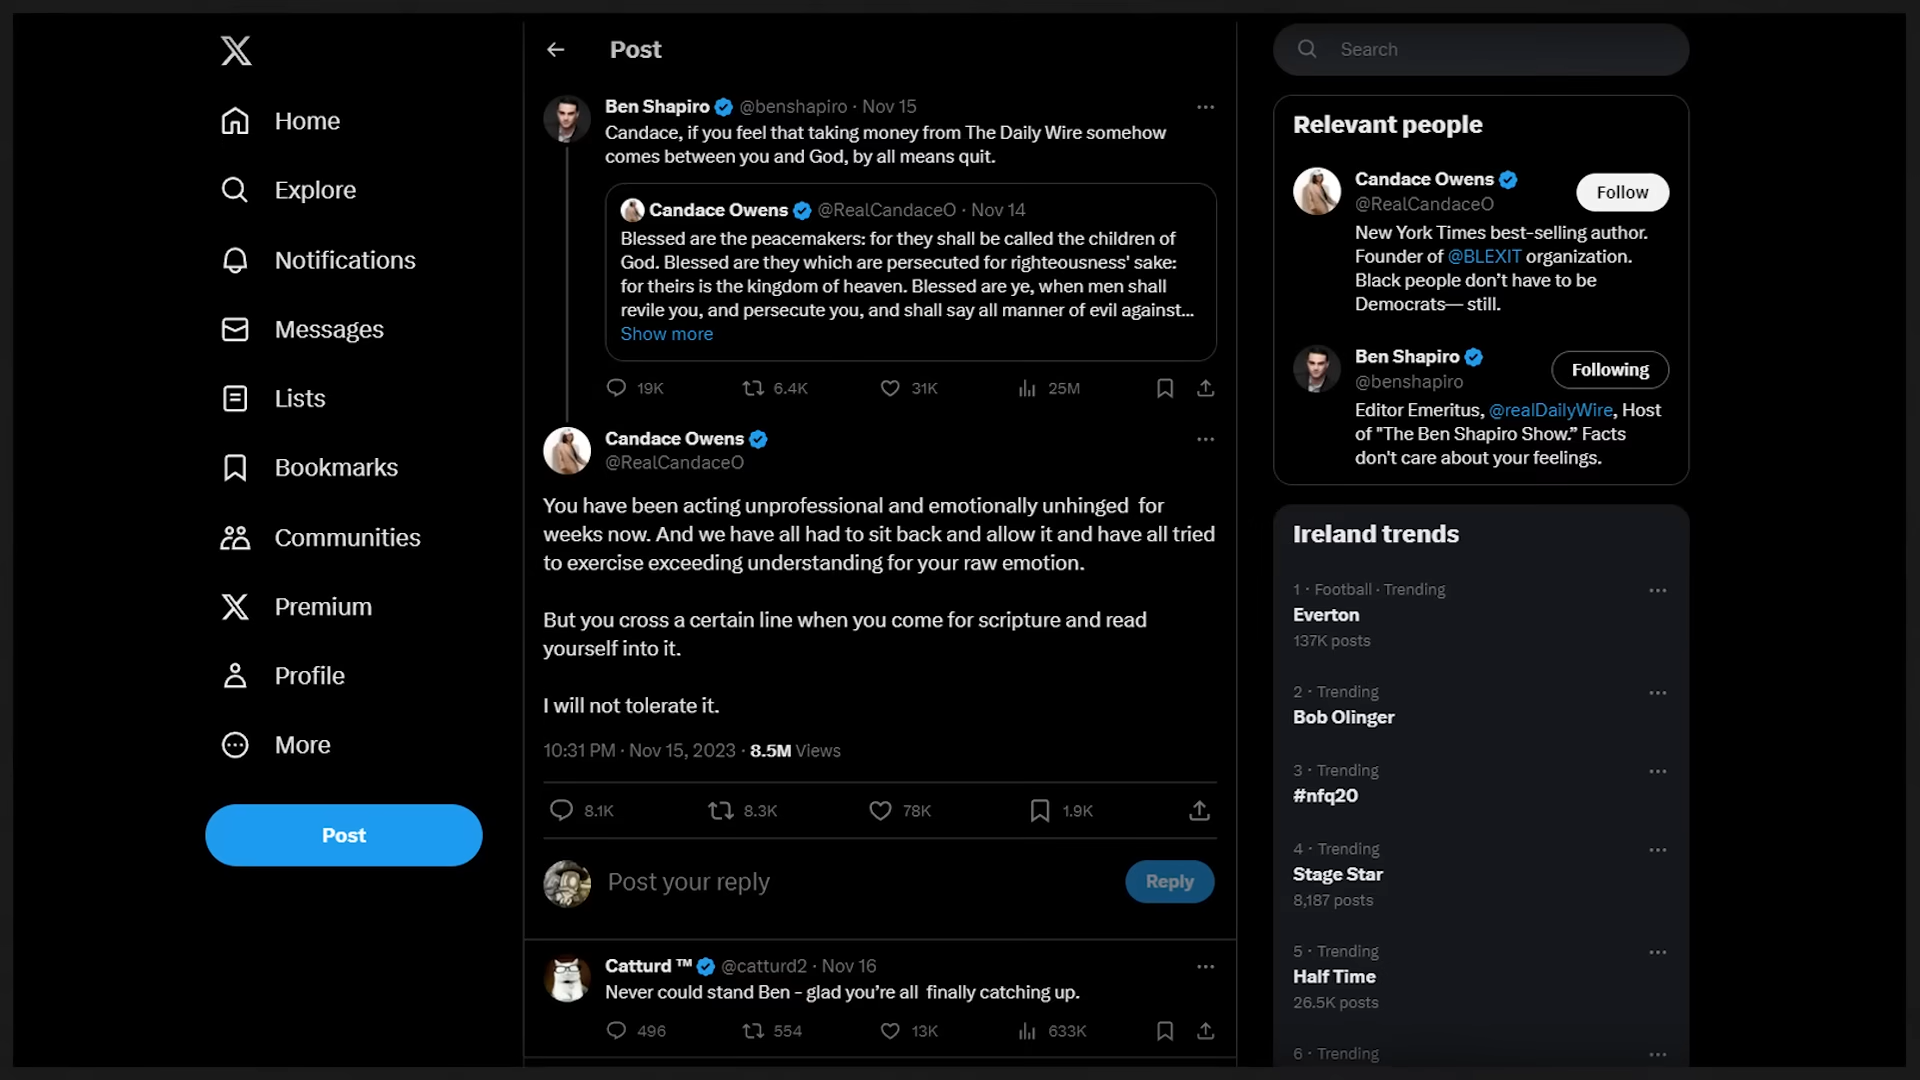 Home
Explore
Notifications
Messages
Lists
Bookmarks
Communities
Premium
Profile
More
Post
Post
Ben Shapiro @benshapiro · Nov 15
Candace, if you feel that taking money from The Daily Wire somehow
comes between you and God, by all means quit.
Candace Owens @RealCandaceO · Nov 14
Blessed are the peacemakers: for they shall be called the children of
God. Blessed are they which are persecuted for righteousness' sake:
for theirs is the kingdom of heaven. Blessed are ye, when men shall
revile you, and persecute you, and shall say all manner of evil against...
Show more
19K 6.4K 31K 25M
Candace Owens
@RealCandaceO
You have been acting unprofessional and emotionally unhinged for
weeks now. And we have all had to sit back and allow it and have all tried
to exercise exceeding understanding for your raw emotion.
But you cross a certain line when you come for scripture and read
yourself into it.
I will not tolerate it.
10:31 PM · Nov 15, 2023 · 8.5M Views
8.1K 8.3K 78K 1.9K
Post your reply
Reply
Catturd ™ @catturd2 · Nov 16
Never could stand Ben - glad you're all finally catching up.
496 554 13K 633K
Search
Relevant people
Candace Owens
@RealCandaceO
Follow
New York Times best-selling author.
Founder of @BLEXIT organization.
Black people don’t have to be
Democrats— still.
Ben Shapiro
@benshapiro
Following
Editor Emeritus, @realDailyWire, Host
of "The Ben Shapiro Show.” Facts
don't care about your feelings.
Ireland trends
1 · Football · Trending
Everton
137K posts
2 · Trending
Bob Olinger
3 · Trending
#nfq20
4 · Trending
Stage Star
8,187 posts
5 · Trending
Half Time
26.5K posts
6 · Trending